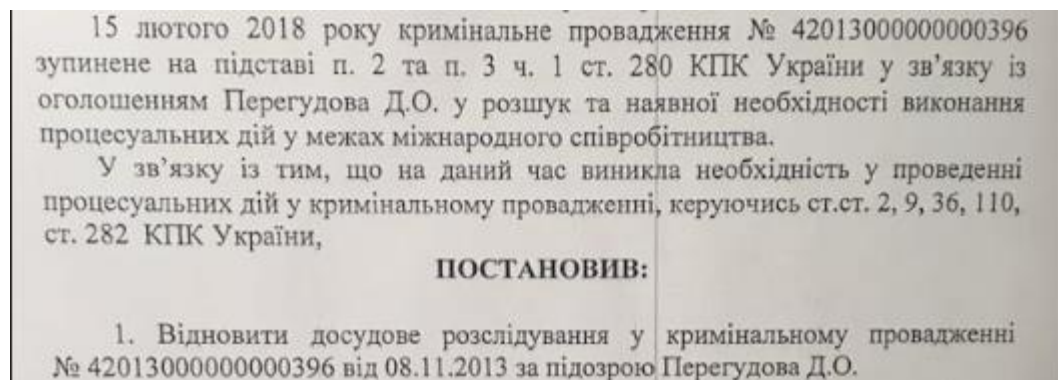 15 лютого 2018 року кримінальне провадження № 42013000000000396
зупинене на підставі п. 2 та п. 3 ч. 1 ст. 280 КПК України у зв’язку із
оголошенням Перегудова Д.О. у розшук та наявної необхідності виконання
процесуальних дій у межах міжнародного співробітництва.
У зв’язку із тим, що на даний час виникла необхідність у проведенні
процесуальних дій у кримінальному провадженні, керуючись ст.ст. 2, 9, 36, 110,
ст. 282 КПК України,
ПОСТАНОВИВ:
1. Відновити досудове розслідування у кримінальному провадженні
№ 42013000000000396 від 08.11.2013 за підозрою Перегудова Д.О.